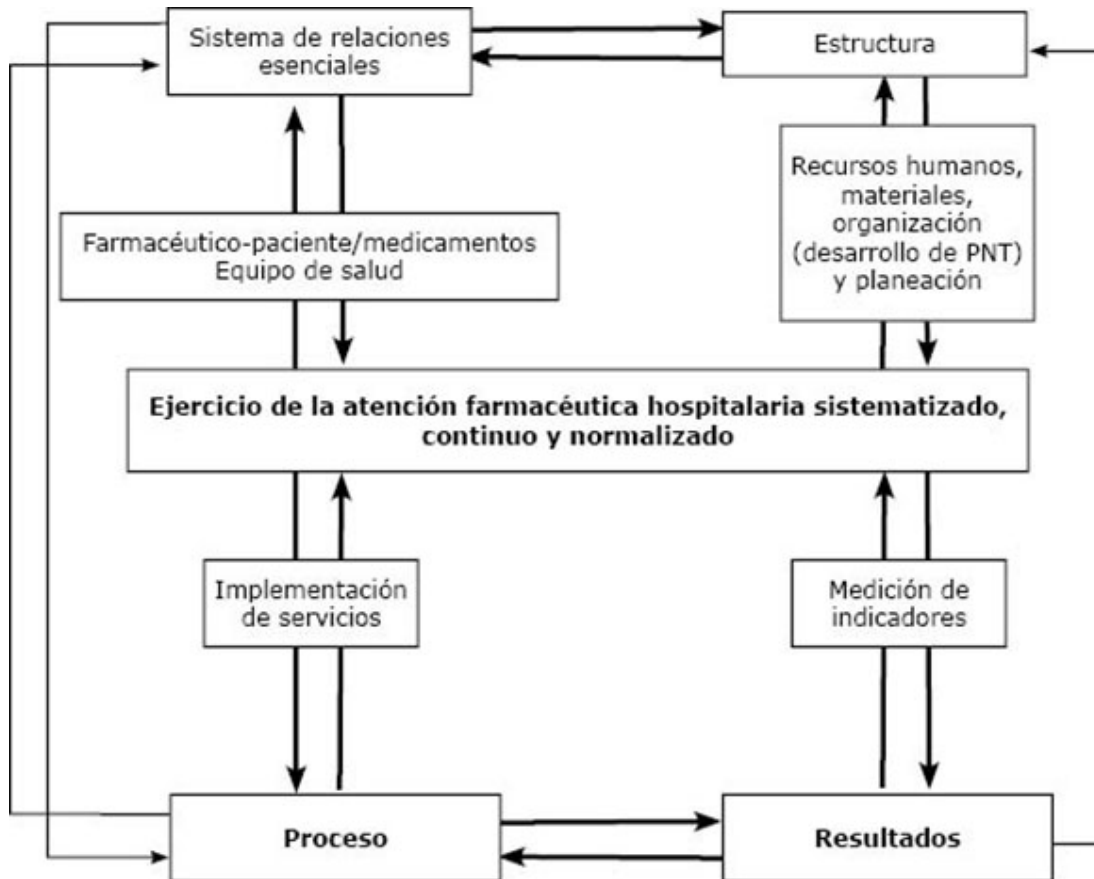 Sistema de relaciones
esenciales
Estructura
Farmacéutico-paciente/medicamentos
Equipo de salud
Recursos humanos,
materiales,
organización
(desarrollo de PNT)
y planeación
Ejercicio de la atención farmacéutica hospitalaria sistematizado,
continuo y normalizado
Implementación
de servicios
Medición de
indicadores
Proceso
Resultados